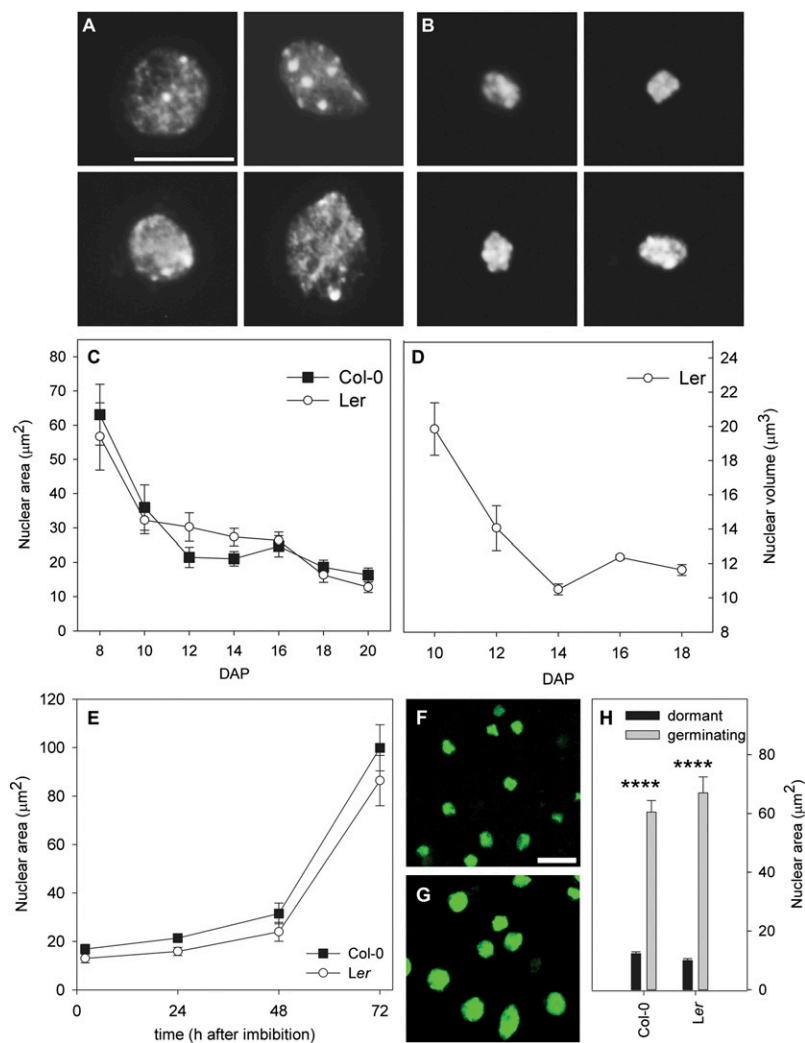 A
B
80
70
60
50
40
30
20
10
0
Nuclear area (μm²)
C
Col-0
Ler
8 10 12 14 16 18 20
DAP
D
Ler
24
22
20
18
16
14
12
10
8
Nuclear volume (μm³)
10 12 14 16 18
DAP
120
100
80
60
40
20
0
Nuclear area (μm²)
E
Col-0
Ler
0 24 48 72
time (h after imbibition)
F
G
H
dormant
germinating
****
****
80
60
40
20
0
Nuclear area (μm²)
Col-0
Ler